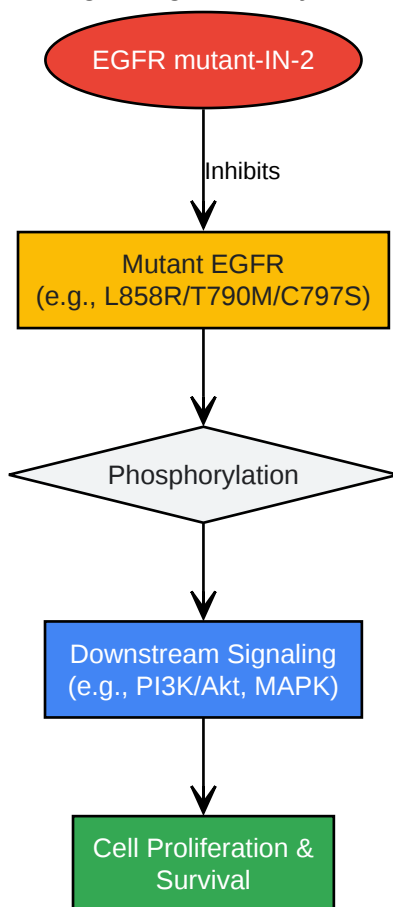 EGFR mutant-IN-2
Inhibits
Mutant EGFR
(e.g., L858R/T790M/C797S)
Phosphorylation
Downstream Signaling
(e.g., PI3K/Akt, MAPK)
Cell Proliferation &
Survival